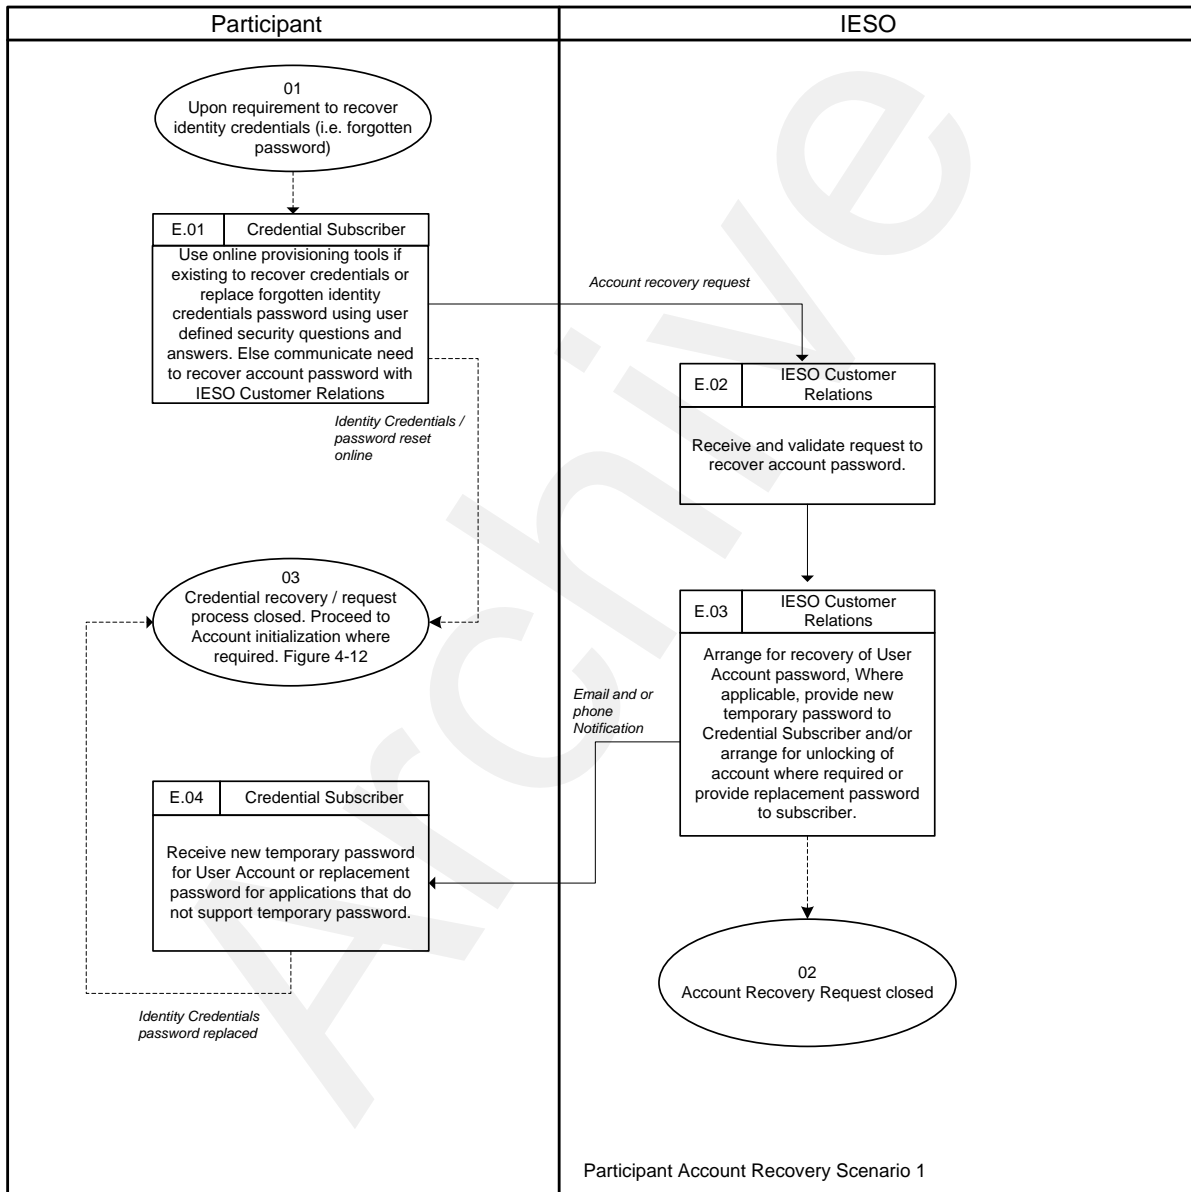 Participant
IESO
01
Upon requirement to recover
identity credentials (i.e. forgotten
password)
E.01
Credential Subscriber
Use online provisioning tools if
existing to recover credentials or
replace forgotten identity
credentials password using user
defined security questions and
answers. Else communicate need
to recover account password with
IESO Customer Relations
Account recovery request
Identity Credentials /
password reset
online
E.02
IESO Customer
Relations
Receive and validate request to
recover account password.
03
Credential recovery / request
process closed. Proceed to
Account initialization where
required. Figure 4-12
E.03
IESO Customer
Relations
Arrange for recovery of User
Account password, Where
applicable, provide new
temporary password to
Credential Subscriber and/or
arrange for unlocking of
account where required or
provide replacement password
to subscriber.
Email and or
phone
Notification
E.04
Credential Subscriber
Receive new temporary password
for User Account or replacement
password for applications that do
not support temporary password.
Identity Credentials
password replaced
02
Account Recovery Request closed
Participant Account Recovery Scenario 1
Archive